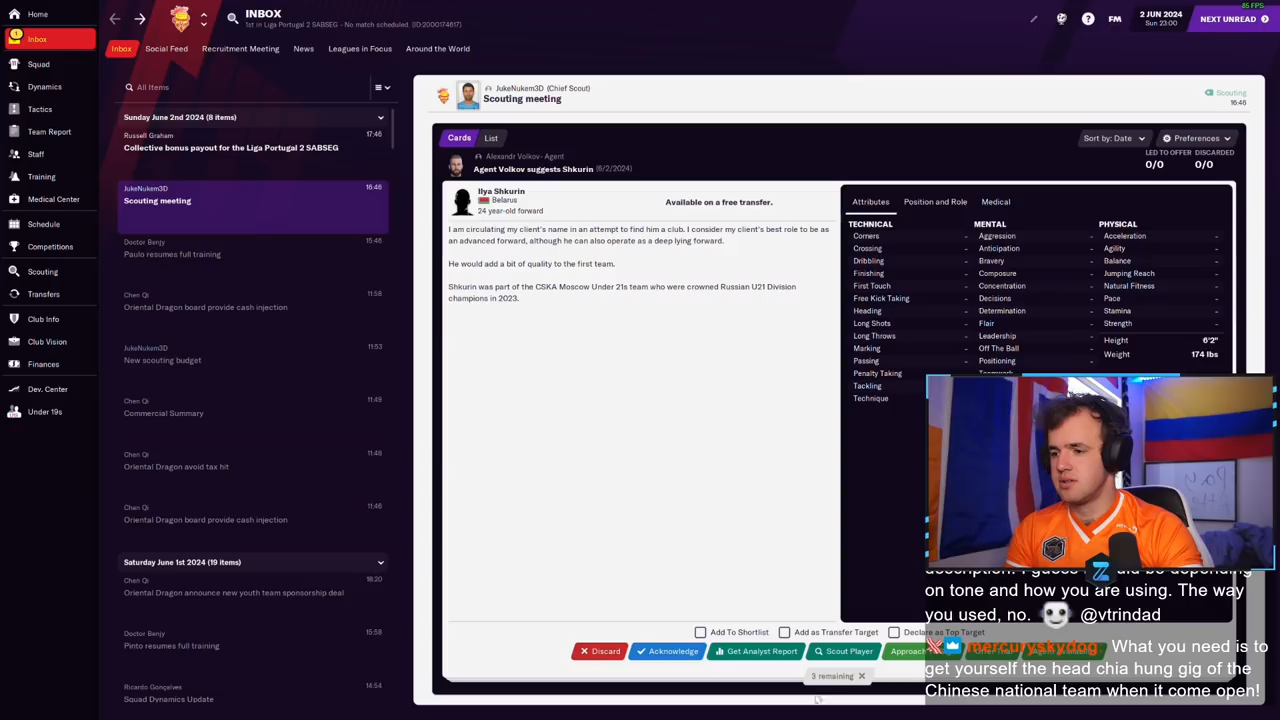 Home
Inbox
Squad
Dynamics
Tactics
Team Report
Staff
Training
Medical Center
Schedule
Competitions
Scouting
Transfers
Club Info
Club Vision
Finances
Dev. Center
Under 19s
INBOX
1st in Liga Portugal 2 SABSEG - No match scheduled. (ID:2000174617)
85 FPS
FM
2 JUN 2024
Sun 23:00
NEXT UNREAD
Inbox
Social Feed
Recruitment Meeting
News
Leagues in Focus
Around the World
All Items
Sunday June 2nd 2024 (8 items)
Russell Graham
17:46
Collective bonus payout for the Liga Portugal 2 SABSEG
JukeNukem3D
16:46
Scouting meeting
Doctor Benjy
15:46
Paulo resumes full training
Chen Qi
11:58
Oriental Dragon board provide cash injection
JukeNukem3D
11:53
New scouting budget
Chen Qi
11:49
Commercial Summary
Chen Qi
11:46
Oriental Dragon avoid tax hit
Chen Qi
11:46
Oriental Dragon board provide cash injection
Saturday June 1st 2024 (19 items)
Chen Qi
18:20
Oriental Dragon announce new youth team sponsorship deal
Doctor Benjy
15:58
Pinto resumes full training
Ricardo Gonçalves
14:54
Squad Dynamics Update
JukeNukem3D (Chief Scout)
Scouting meeting
Scouting
16:46
Cards
List
Sort by: Date
Preferences
Alexandr Volkov- Agent
Agent Volkov suggests Shkurin (6/2/2024)
LED TO OFFER
DISCARDED
0/0
0/0
Ilya Shkurin
Belarus
24 year-old forward
Available on a free transfer.
I am circulating my client's name in an attempt to find him a club. I consider my client's best role to be as
an advanced forward, although he can also operate as a deep lying forward.
He would add a bit of quality to the first team.
Shkurin was part of the CSKA Moscow Under 21s team who were crowned Russian U21 Division
champions in 2023.
Attributes
Position and Role
Medical
TECHNICAL
MENTAL
PHYSICAL
Corners -
Aggression -
Acceleration -
Crossing -
Anticipation -
Agility -
Dribbling -
Bravery -
Balance -
Finishing -
Composure -
Jumping Reach -
First Touch -
Concentration -
Natural Fitness -
Free Kick Taking -
Decisions -
Pace -
Heading -
Determination -
Stamina -
Long Shots -
Flair -
Strength -
Long Throws -
Leadership -
Height 6'2"
Marking -
Off The Ball -
Weight 174 lbs
Passing -
Positioning -
Penalty Taking
Teamwork
Tackling
Technique
Add To Shortlist
Add as Transfer Target
Declare as Top Target
Discard
Acknowledge
Get Analyst Report
Scout Player
Approach
3 remaining
on tone and how you are using. The way
you used, no. @vtrindad
mercuryskydog: What you need is to
get yourself the head chia hung gig of the
Chinese national team when it come open!